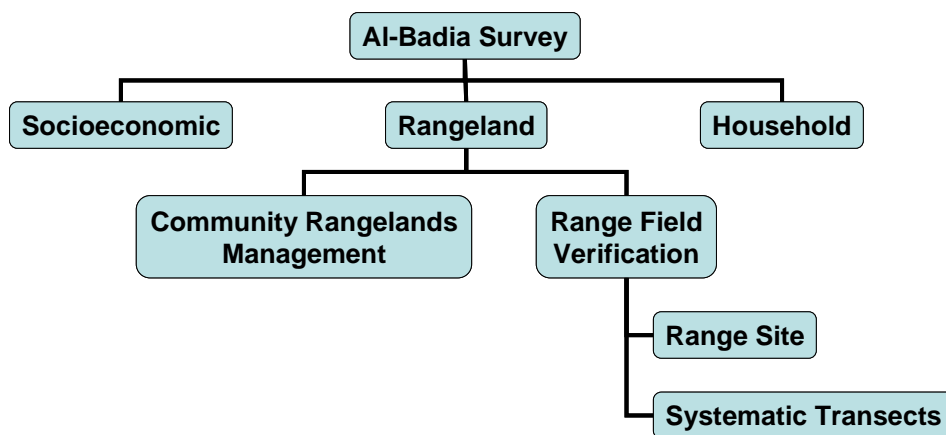 Al-Badia Survey
Socioeconomic
Rangeland
Household
Community Rangelands
Management
Range Field
Verification
Range Site
Systematic Transects